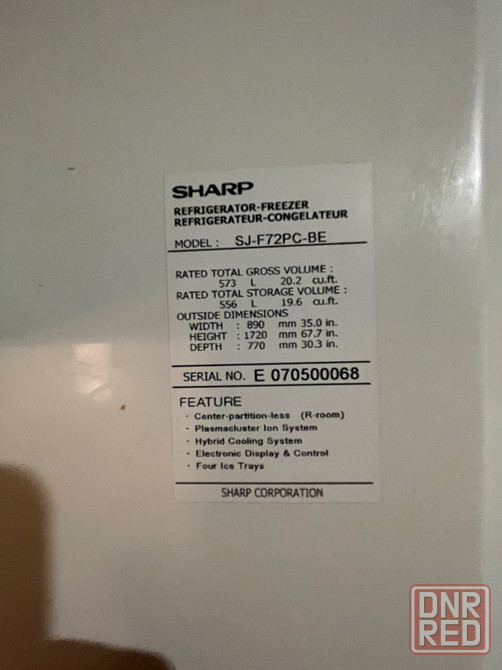 SHARP
REFRIGERATOR-FREEZER
REFRIGERATEUR-CONGELATEUR
MODEL : SJ-F72PC-BE
RATED TOTAL GROSS VOLUME :
573 L 20.2 cu.ft.
RATED TOTAL STORAGE VOLUME :
556 L 19.6 cu.ft.
OUTSIDE DIMENSIONS
WIDTH : 890 mm 35.0 in.
HEIGHT : 1720 mm 67.7 in.
DEPTH : 770 mm 30.3 in.
SERIAL NO. E 070500068
FEATURE
· Center-partition-less (R-room)
· Plasmacluster Ion System
· Hybrid Cooling System
· Electronic Display & Control
· Four Ice Trays
SHARP CORPORATION
DNR
RED